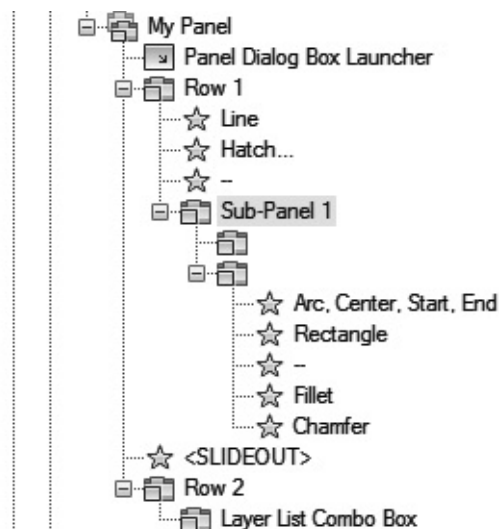 My Panel
Panel Dialog Box Launcher
Row 1
Line
Hatch...
--
Sub-Panel 1
Arc, Center, Start, End
Rectangle
--
Fillet
Chamfer
<SLIDEOUT>
Row 2
Layer List Combo Box